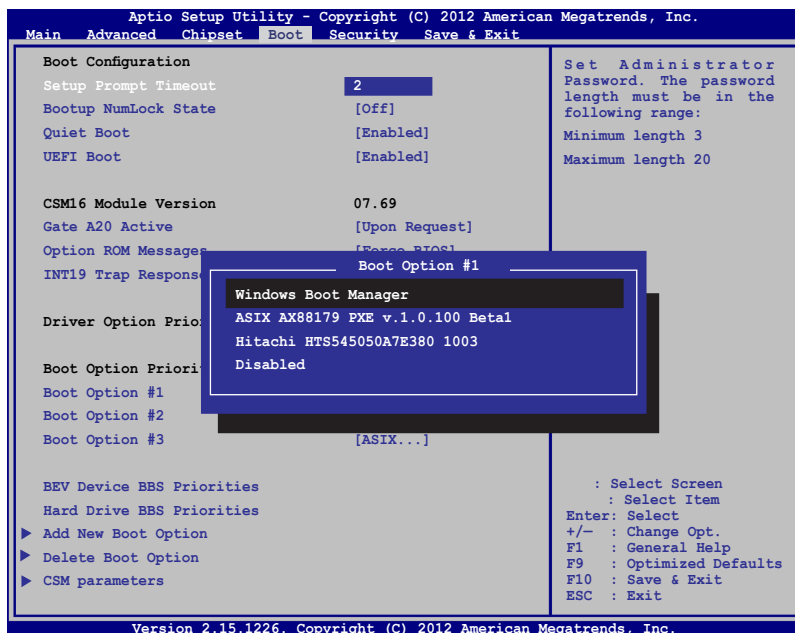 Aptio Setup Utility - Copyright (C) 2012 American Megatrends, Inc.
Main Advanced Chipset Boot Security Save & Exit
Boot Configuration
Setup Prompt Timeout 2
Bootup NumLock State [Off]
Quiet Boot [Enabled]
UEFI Boot [Enabled]
CSM16 Module Version 07.69
Gate A20 Active [Upon Request]
Option ROM Messages [Force BIOS]
INT19 Trap Response
Driver Option Prio
Boot Option Priori
Boot Option #1
Boot Option #2
Boot Option #3 [ASIX...]
BEV Device BBS Priorities
Hard Drive BBS Priorities
Add New Boot Option
Delete Boot Option
CSM parameters
Boot Option #1
Windows Boot Manager
ASIX AX88179 PXE v.1.0.100 Beta1
Hitachi HTS545050A7E380 1003
Disabled
Set Administrator
Password. The password
length must be in the
following range:
Minimum length 3
Maximum length 20
: Select Screen
: Select Item
Enter: Select
+/— : Change Opt.
F1 : General Help
F9 : Optimized Defaults
F10 : Save & Exit
ESC : Exit
Version 2.15.1226. Copyright (C) 2012 American Megatrends, Inc.